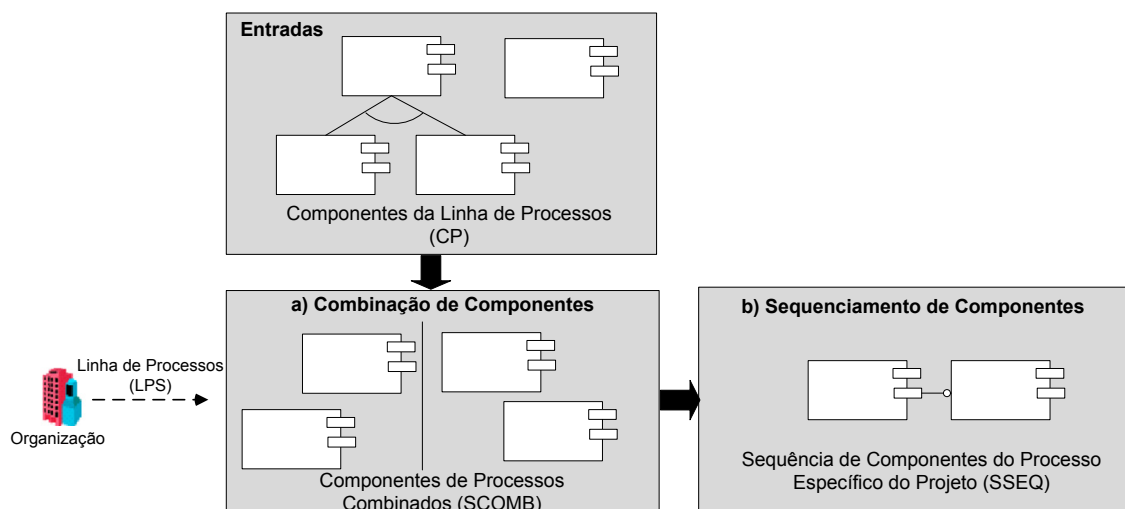 Entradas
Componentes da Linha de Processos
(CP)
a) Combinação de Componentes
b) Sequenciamento de Componentes
Linha de Processos
(LPS)
Organização
Componentes de Processos
Combinados (SCOMB)
Sequência de Componentes do Processo
Específico do Projeto (SSEQ)